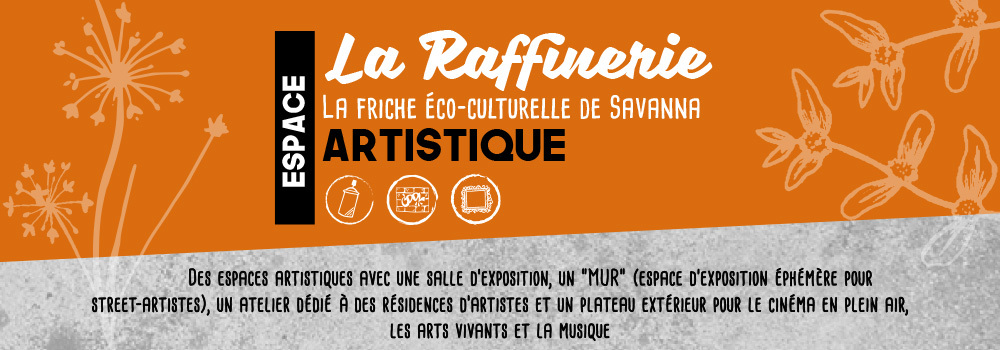 La Raffinerie
La friche éco-culturelle de Savanna
ESPACE
ARTISTIQUE
Des espaces artistiques avec une salle d'exposition, un "MUR" (espace d'exposition éphémère pour
street-artistes), un atelier dédié à des résidences d'artistes et un plateau extérieur pour le cinéma en plein air,
les arts vivants et la musique